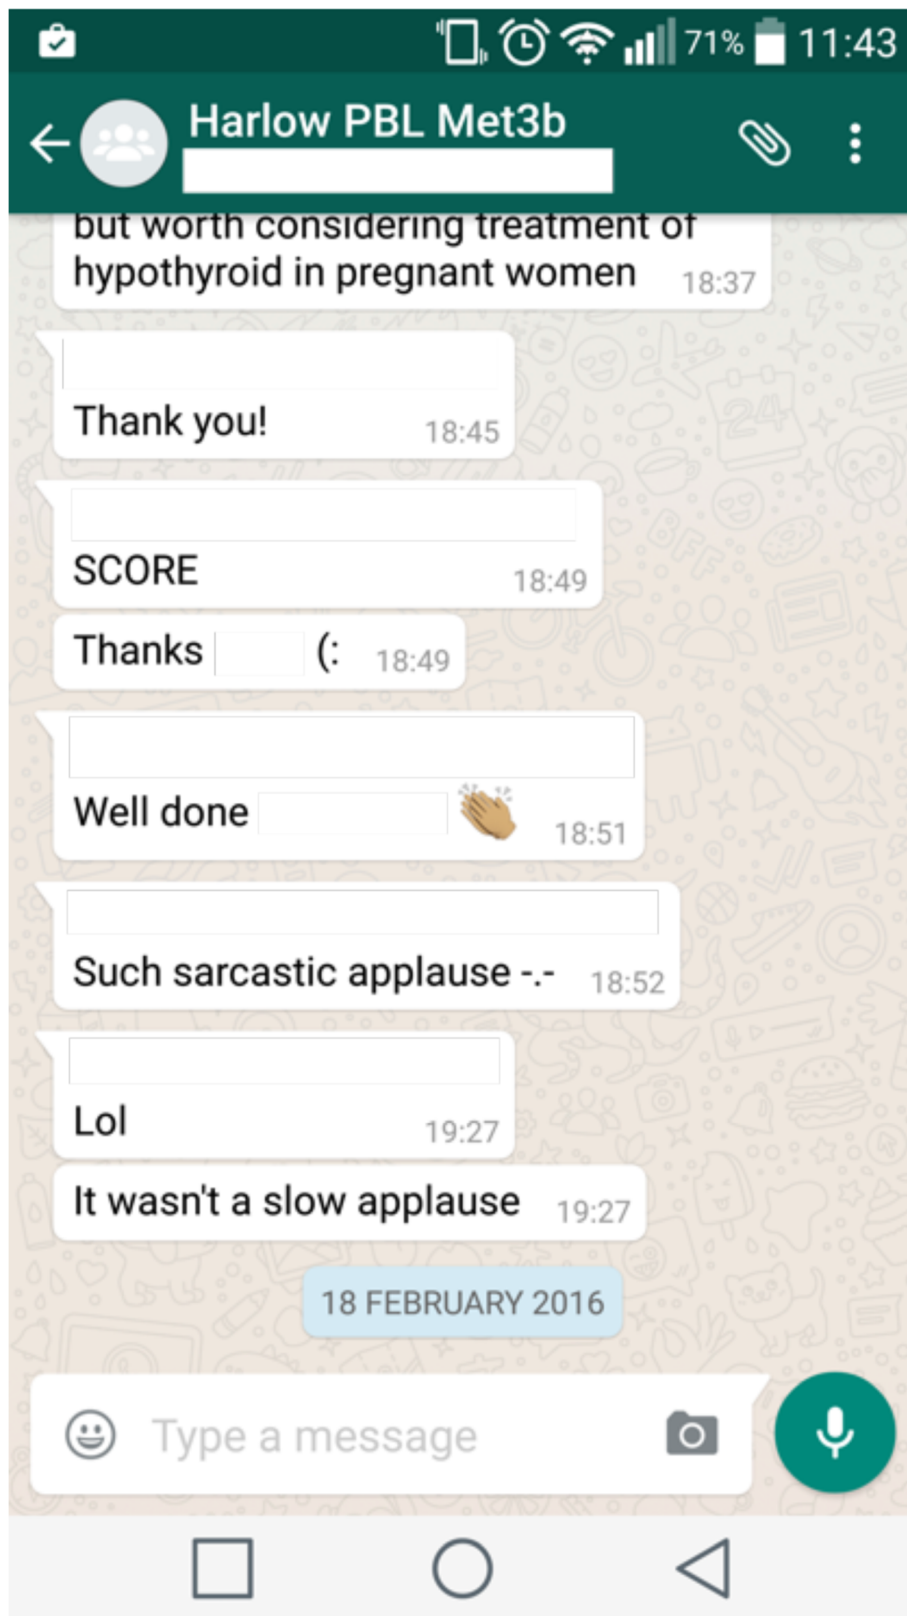 71% 11:43
Harlow PBL Met3b
but worth considering treatment of
hypothyroid in pregnant women 18:37
Thank you! 18:45
SCORE 18:49
Thanks (: 18:49
Well done 18:51
Such sarcastic applause -.- 18:52
Lol 19:27
It wasn't a slow applause 19:27
18 FEBRUARY 2016
Type a message